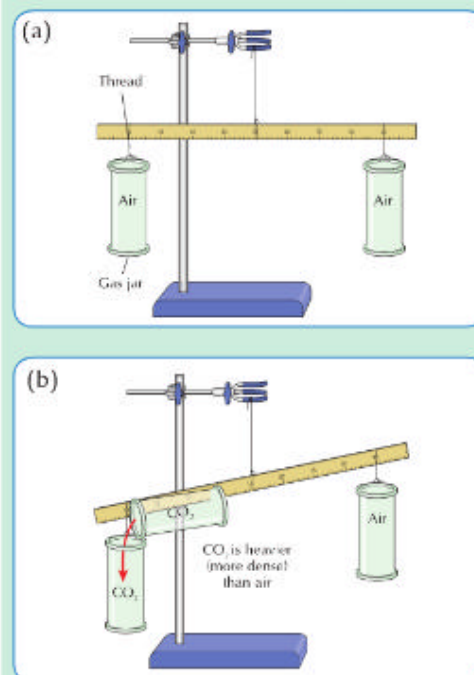 (a)
Thread
Air
Air
Gas jar
(b)
CO₂
Air
CO₂ is heavier
(more dense)
than air
CO₂